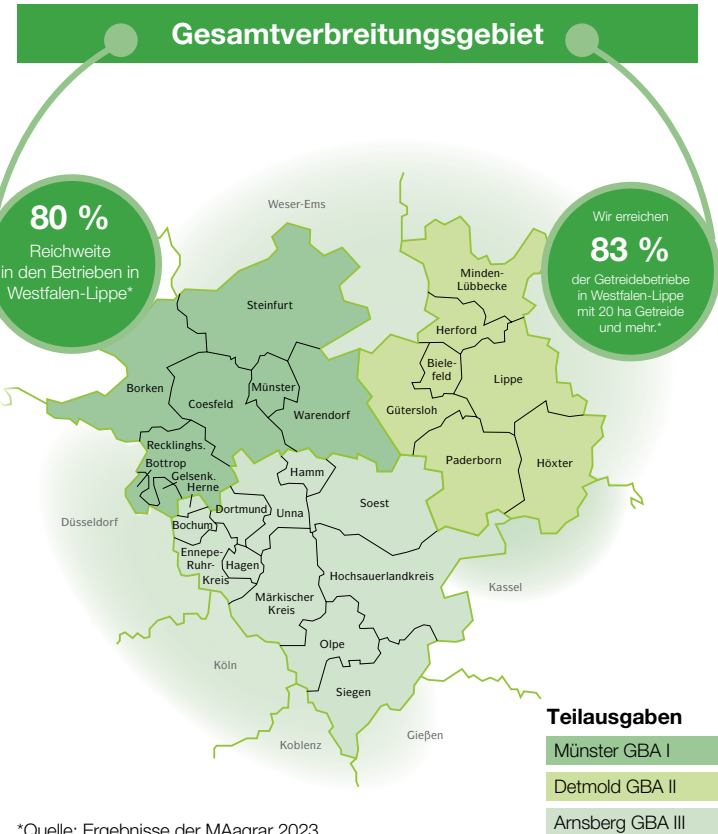 Gesamtverbreitungsgebiet
80 %
Reichweite
in den Betrieben in
Westfalen-Lippe*
Wir erreichen
83 %
der Getreidebetriebe
in Westfalen-Lippe
mit 20 ha Getreide
und mehr.*
Weser-Ems
Minden-
Lübbecke
Steinfurt
Herford
Biele-
feld
Lippe
Borken
Münster
Coesfeld
Warendorf
Gütersloh
Recklinghs.
Bottrop
Gelsenk.
Herne
Paderborn
Höxter
Hamm
Soest
Dortmund
Unna
Düsseldorf
Bochum
Ennepe-
Ruhr-
Kreis
Hagen
Hochsauerlandkreis
Kassel
Märkischer
Kreis
Olpe
Köln
Siegen
Koblenz
Gießen
Teilausgaben
Münster GBA I
Detmold GBA II
Arnsberg GBA III
*Quelle: Ergebnisse der MAagrar 2023